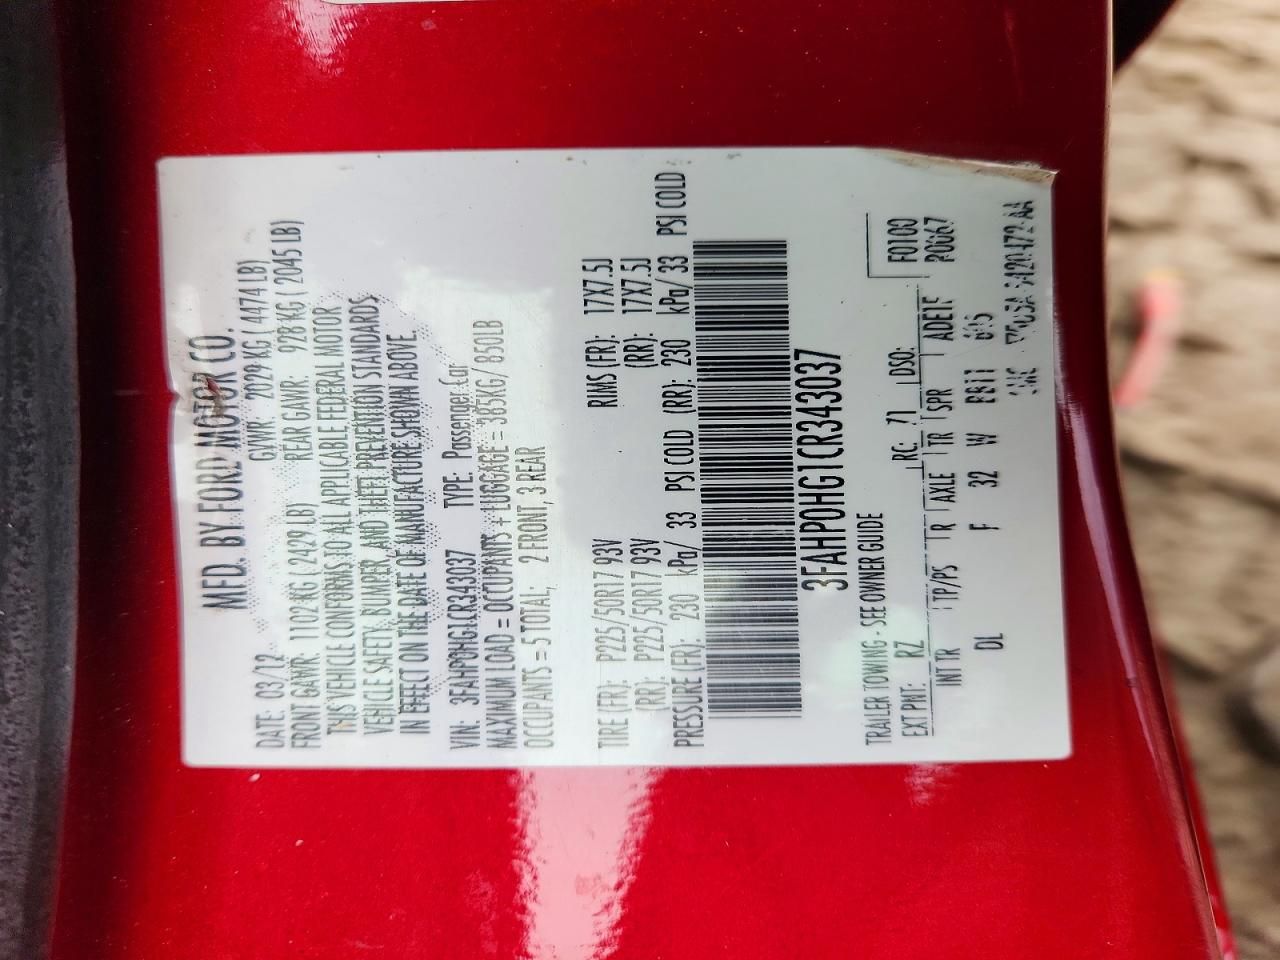 MFD. BY FORD MOTOR CO.
DATE: 03/12 GVWR: 2029 KG ( 4474 LB)
FRONT GAWR: 1102 KG ( 2429 LB) REAR GAWR: 928 KG ( 2045 LB)
THIS VEHICLE CONFORMS TO ALL APPLICABLE FEDERAL MOTOR
VEHICLE SAFETY, BUMPER, AND THEFT PREVENTION STANDARDS
IN EFFECT ON THE DATE OF MANUFACTURE SHOWN ABOVE.
VIN: 3FAHP0HG1CR343037 TYPE: Passenger Car
MAXIMUM LOAD = OCCUPANTS + LUGGAGE = 385KG / 850LB
OCCUPANTS = 5 TOTAL, 2 FRONT, 3 REAR
TIRE (FR): P225/50R17 93V RIMS (FR): 17X7.5J
(RR): P225/50R17 93V (RR): 17X7.5J
PRESSURE (FR): 230 kPa/ 33 PSI COLD (RR): 230 kPa/ 33 PSI COLD
3FAHP0HG1CR343037
TRAILER TOWING - SEE OWNER GUIDE
EXT PNT: RZ RC: 71 DSO: F0100
INT TR TP/PS R AXLE TR SPR P0067
DL F 32 W